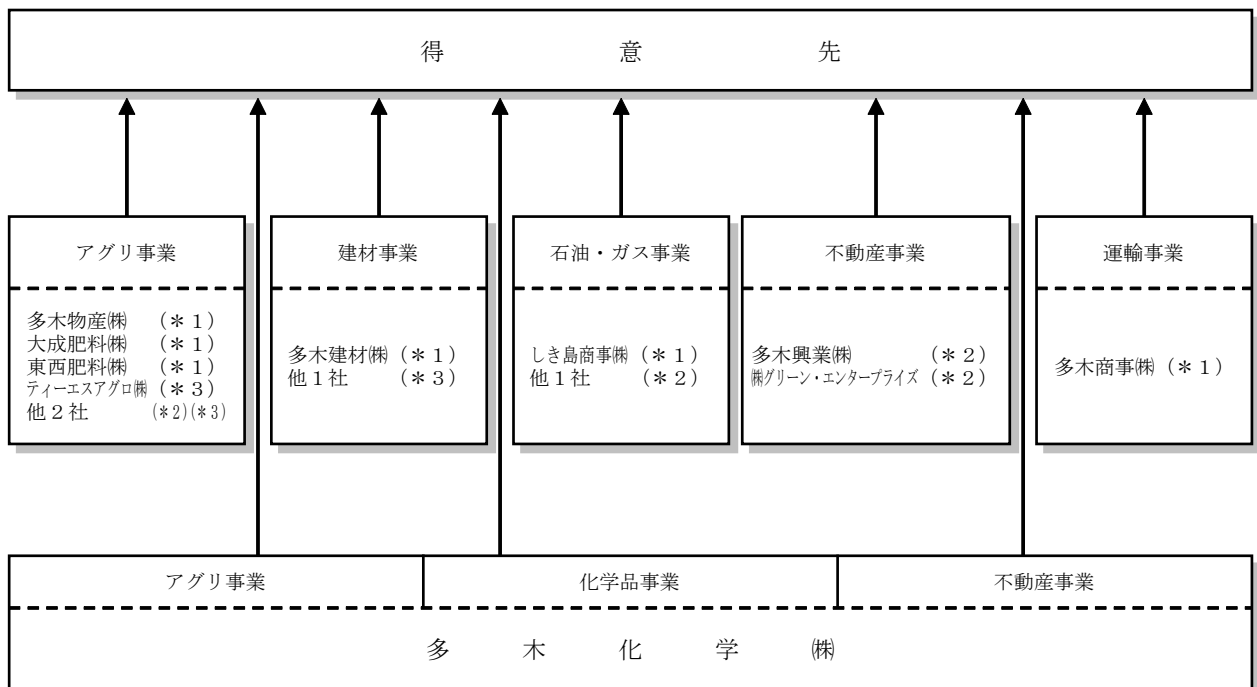 得意先
アグリ事業
多木物産㈱ (＊1)
大成肥料㈱ (＊1)
東西肥料㈱ (＊1)
ティーエスアグロ㈱ (＊3)
他2社 (＊2)(＊3)
建材事業
多木建材㈱ (＊1)
他1社 (＊3)
石油・ガス事業
しき島商事㈱ (＊1)
他1社 (＊2)
不動産事業
多木興業㈱ (＊2)
㈱グリーン・エンタープライズ (＊2)
運輸事業
多木商事㈱ (＊1)
アグリ事業
化学品事業
不動産事業
多木化学㈱